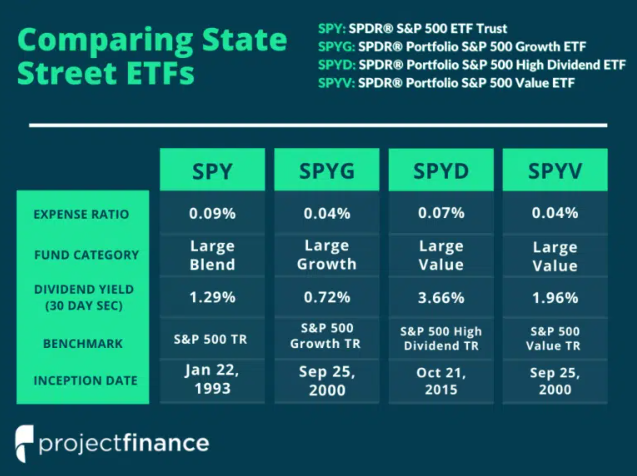 Comparing State
Street ETFs
SPY: SPDR® S&P 500 ETF Trust
SPYG: SPDR® Portfolio S&P 500 Growth ETF
SPYD: SPDR® Portfolio S&P 500 High Dividend ETF
SPYV: SPDR® Portfolio S&P 500 Value ETF
SPY SPYG SPYD SPYV
EXPENSE RATIO 0.09% 0.04% 0.07% 0.04%
FUND CATEGORY Large Blend Large Growth Large Value Large Value
DIVIDEND YIELD (30 DAY SEC) 1.29% 0.72% 3.66% 1.96%
BENCHMARK S&P 500 TR S&P 500 Growth TR S&P 500 High Dividend TR S&P 500 Value TR
INCEPTION DATE Jan 22, 1993 Sep 25, 2000 Oct 21, 2015 Sep 25, 2000
projectfinance